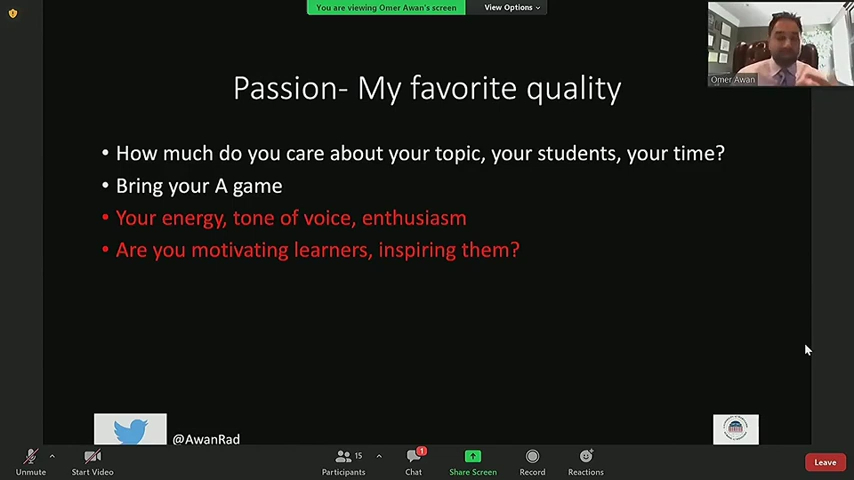 You are viewing Omer Awan's screen
View Options
Omer Awan
Passion- My favorite quality
• How much do you care about your topic, your students, your time?
• Bring your A game
• Your energy, tone of voice, enthusiasm
• Are you motivating learners, inspiring them?
@AwanRad
Unmute
Start Video
15
Participants
1
Chat
Share Screen
Record
Reactions
Leave